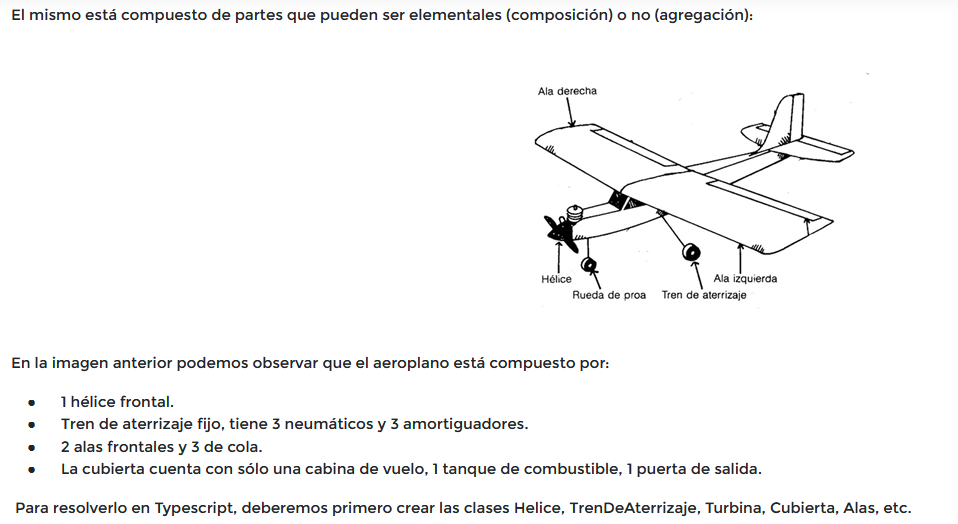 El mismo está compuesto de partes que pueden ser elementales (composición) o no (agregación):
Ala derecha
Hélice
Ala izquierda
Rueda de proa
Tren de aterrizaje
En la imagen anterior podemos observar que el aeroplano está compuesto por:
● 1 hélice frontal.
● Tren de aterrizaje fijo, tiene 3 neumáticos y 3 amortiguadores.
● 2 alas frontales y 3 de cola.
● La cubierta cuenta con sólo una cabina de vuelo, 1 tanque de combustible, 1 puerta de salida.
Para resolverlo en Typescript, deberemos primero crear las clases Helice, TrenDeAterrizaje, Turbina, Cubierta, Alas, etc.